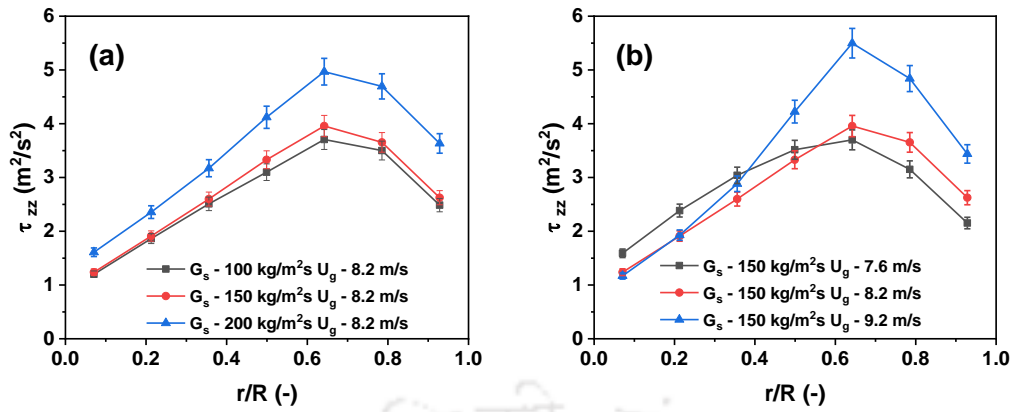 (a)
τ zz (m²/s²)
6
5
4
3
2
1
0
Gs - 100 kg/m²s Ug - 8.2 m/s
Gs - 150 kg/m²s Ug - 8.2 m/s
Gs - 200 kg/m²s Ug - 8.2 m/s
0.0 0.2 0.4 0.6 0.8 1.0
r/R (-)
(b)
τ zz (m²/s²)
6
5
4
3
2
1
0
Gs - 150 kg/m²s Ug - 7.6 m/s
Gs - 150 kg/m²s Ug - 8.2 m/s
Gs - 150 kg/m²s Ug - 9.2 m/s
0.0 0.2 0.4 0.6 0.8 1.0
r/R (-)